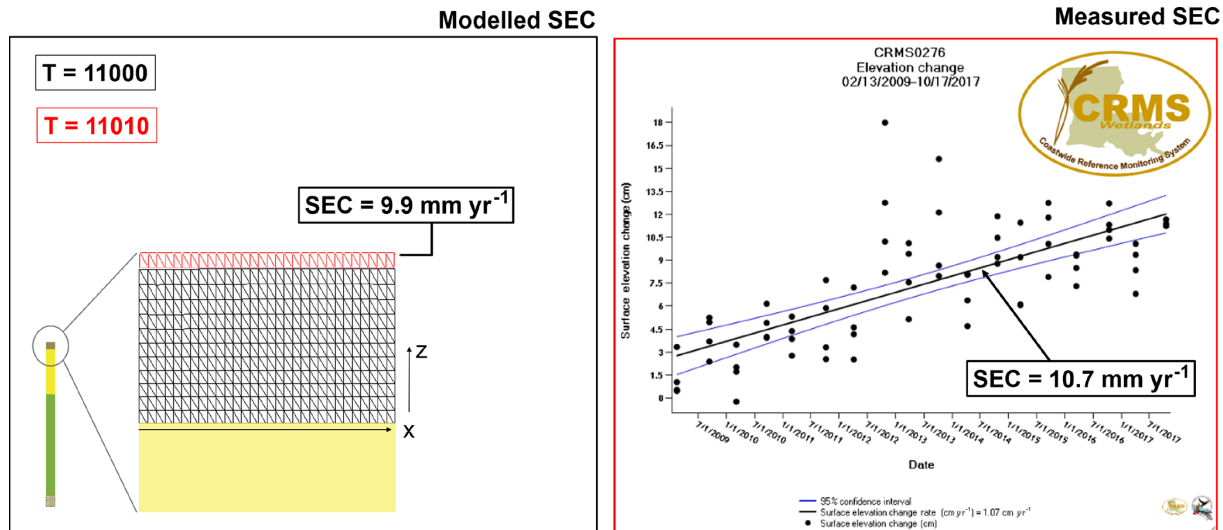 Modelled SEC
T = 11000
T = 11010
SEC = 9.9 mm yr-1
Z
X
Measured SEC
CRMS0276
Elevation change
02/13/2009–10/17/2017
CRMS
Wetlands
Coastwide Reference Monitoring System
Surface elevation change (cm)
18
16.5
15
13.5
12
10.5
9
7.5
6
4.5
3
1.5
0
SEC = 10.7 mm yr-1
7/1/2009
1/1/2010
7/1/2010
1/1/2011
7/1/2011
1/1/2012
7/1/2012
1/1/2013
7/1/2013
1/1/2014
7/1/2014
1/1/2015
7/1/2015
1/1/2016
7/1/2016
1/1/2017
7/1/2017
Date
95% confidence interval
Surface elevation change rate (cm yr-1) = 1.07 cm yr-1
Surface elevation change (cm)
CRMS